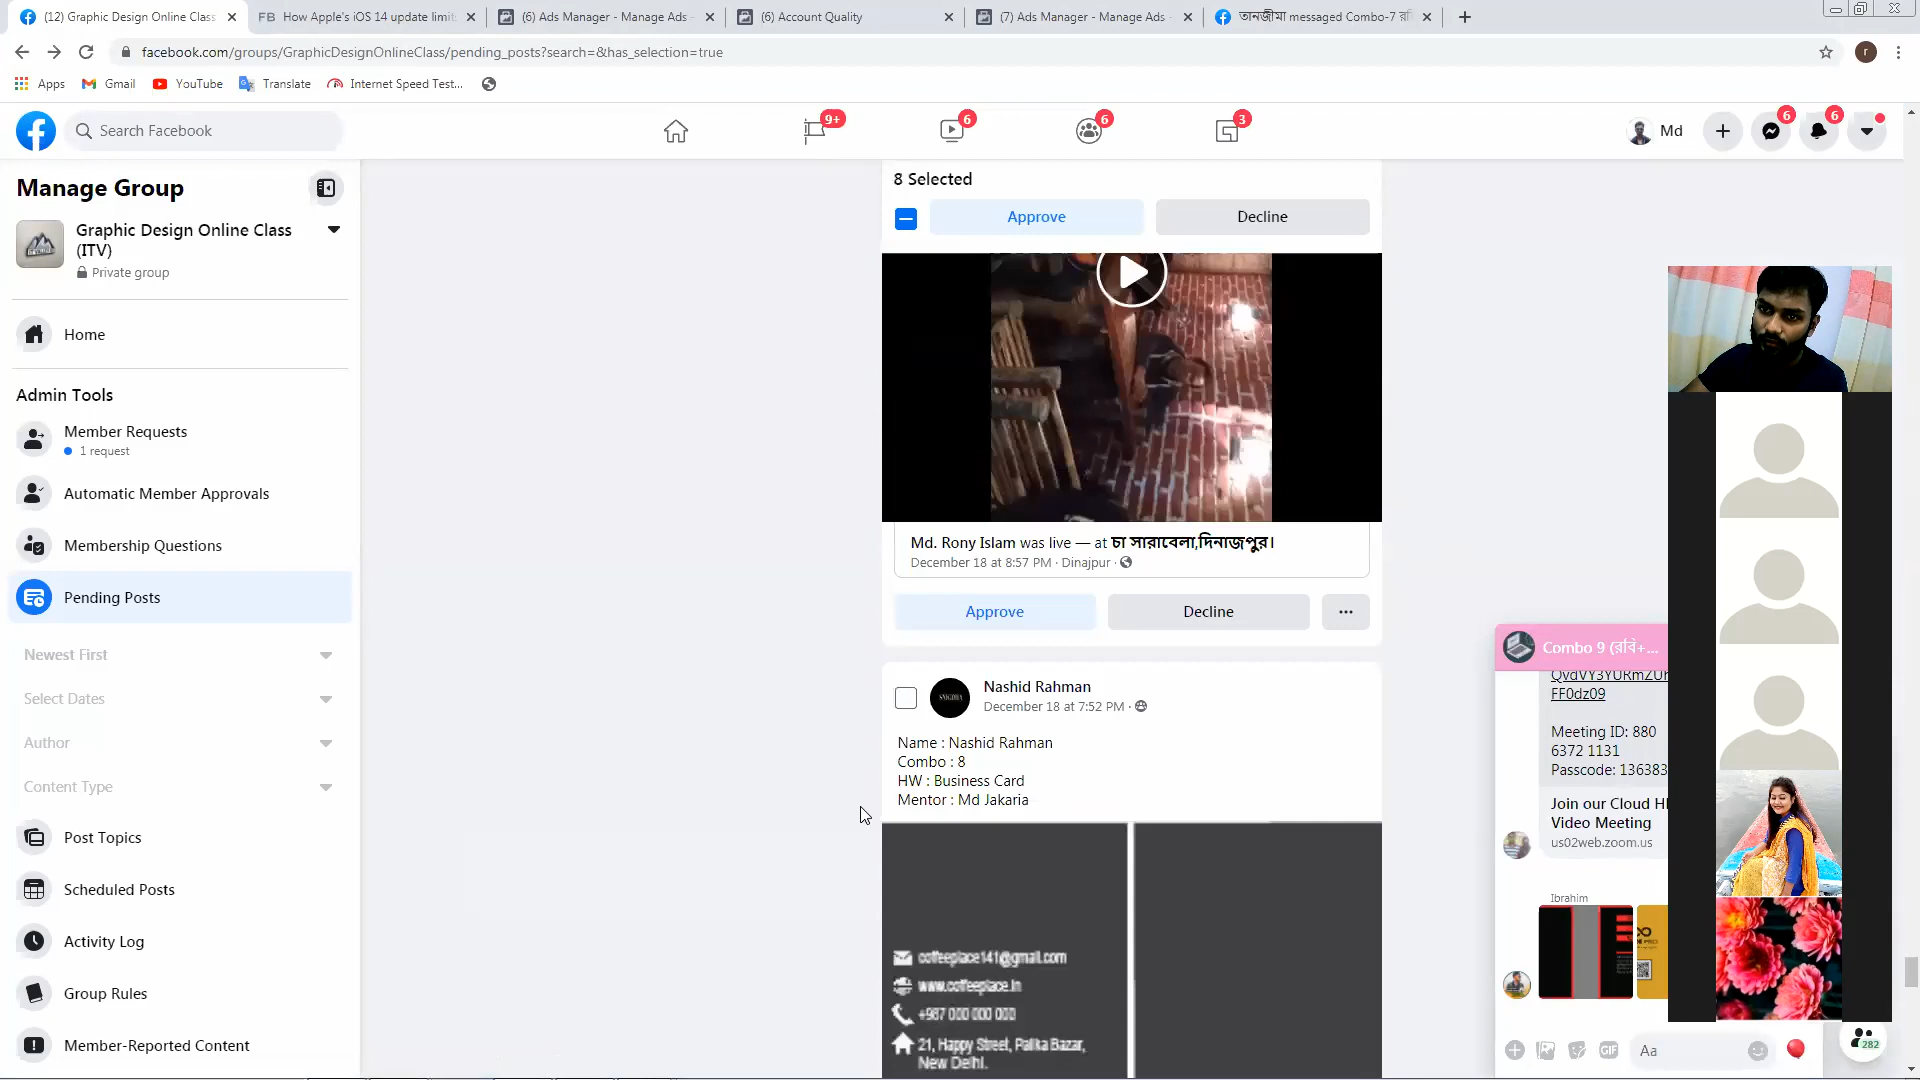 (12) Graphic Design Online Class
FB How Apple's iOS 14 update limit
(6) Ads Manager - Manage Ads -
(6) Account Quality
(7) Ads Manager - Manage Ads
তানজীমা messaged Combo-7
facebook.com/groups/GraphicDesignOnlineClass/pending_posts?search=&has_selection=true
r
Apps
Gmail
YouTube
Translate
Internet Speed Test...
Search Facebook
9+
6
6
3
Md
6
6
Manage Group
Graphic Design Online Class
(ITV)
Private group
Home
Admin Tools
Member Requests
1 request
Automatic Member Approvals
Membership Questions
Pending Posts
Newest First
Select Dates
Author
Content Type
Post Topics
Scheduled Posts
Activity Log
Group Rules
Member-Reported Content
8 Selected
Approve
Decline
Md. Rony Islam was live — at চা সারাবেলা,দিনাজপুর।
December 18 at 8:57 PM · Dinajpur ·
Approve
Decline
Nashid Rahman
December 18 at 7:52 PM ·
Name : Nashid Rahman
Combo : 8
HW : Business Card
Mentor : Md Jakaria
coffeeplace141@gmail.com
www.coffeeplace.in
+987 000 000 000
21, Happy Street, Palika Bazar,
New Delhi.
Combo 9 (রবি+...
FF0dz09
Meeting ID: 880
6372 1131
Passcode: 136383
Join our Cloud H
Video Meeting
us02web.zoom.us
Ibrahim
GIF
Aa
282